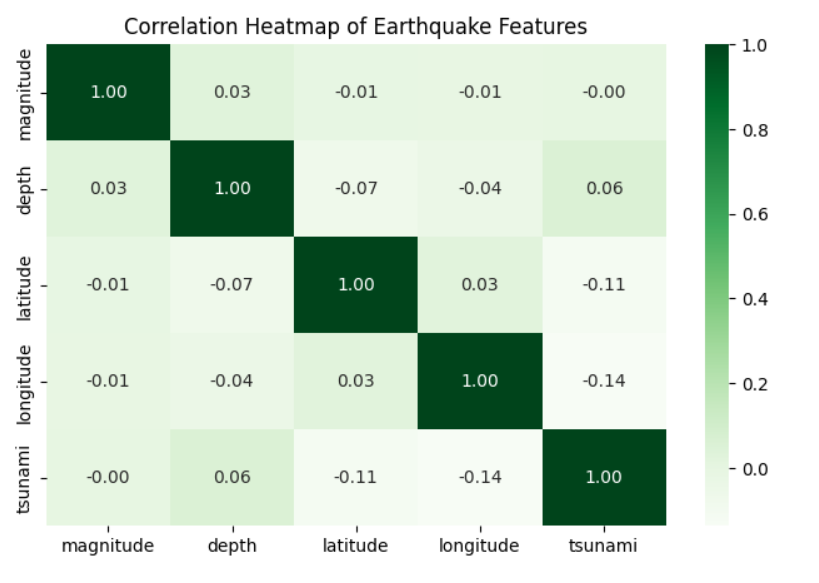 Correlation Heatmap of Earthquake Features
magnitude 1.00 0.03 -0.01 -0.01 -0.00
depth 0.03 1.00 -0.07 -0.04 0.06
latitude -0.01 -0.07 1.00 0.03 -0.11
longitude -0.01 -0.04 0.03 1.00 -0.14
tsunami -0.00 0.06 -0.11 -0.14 1.00
magnitude depth latitude longitude tsunami
1.0
0.8
0.6
0.4
0.2
0.0